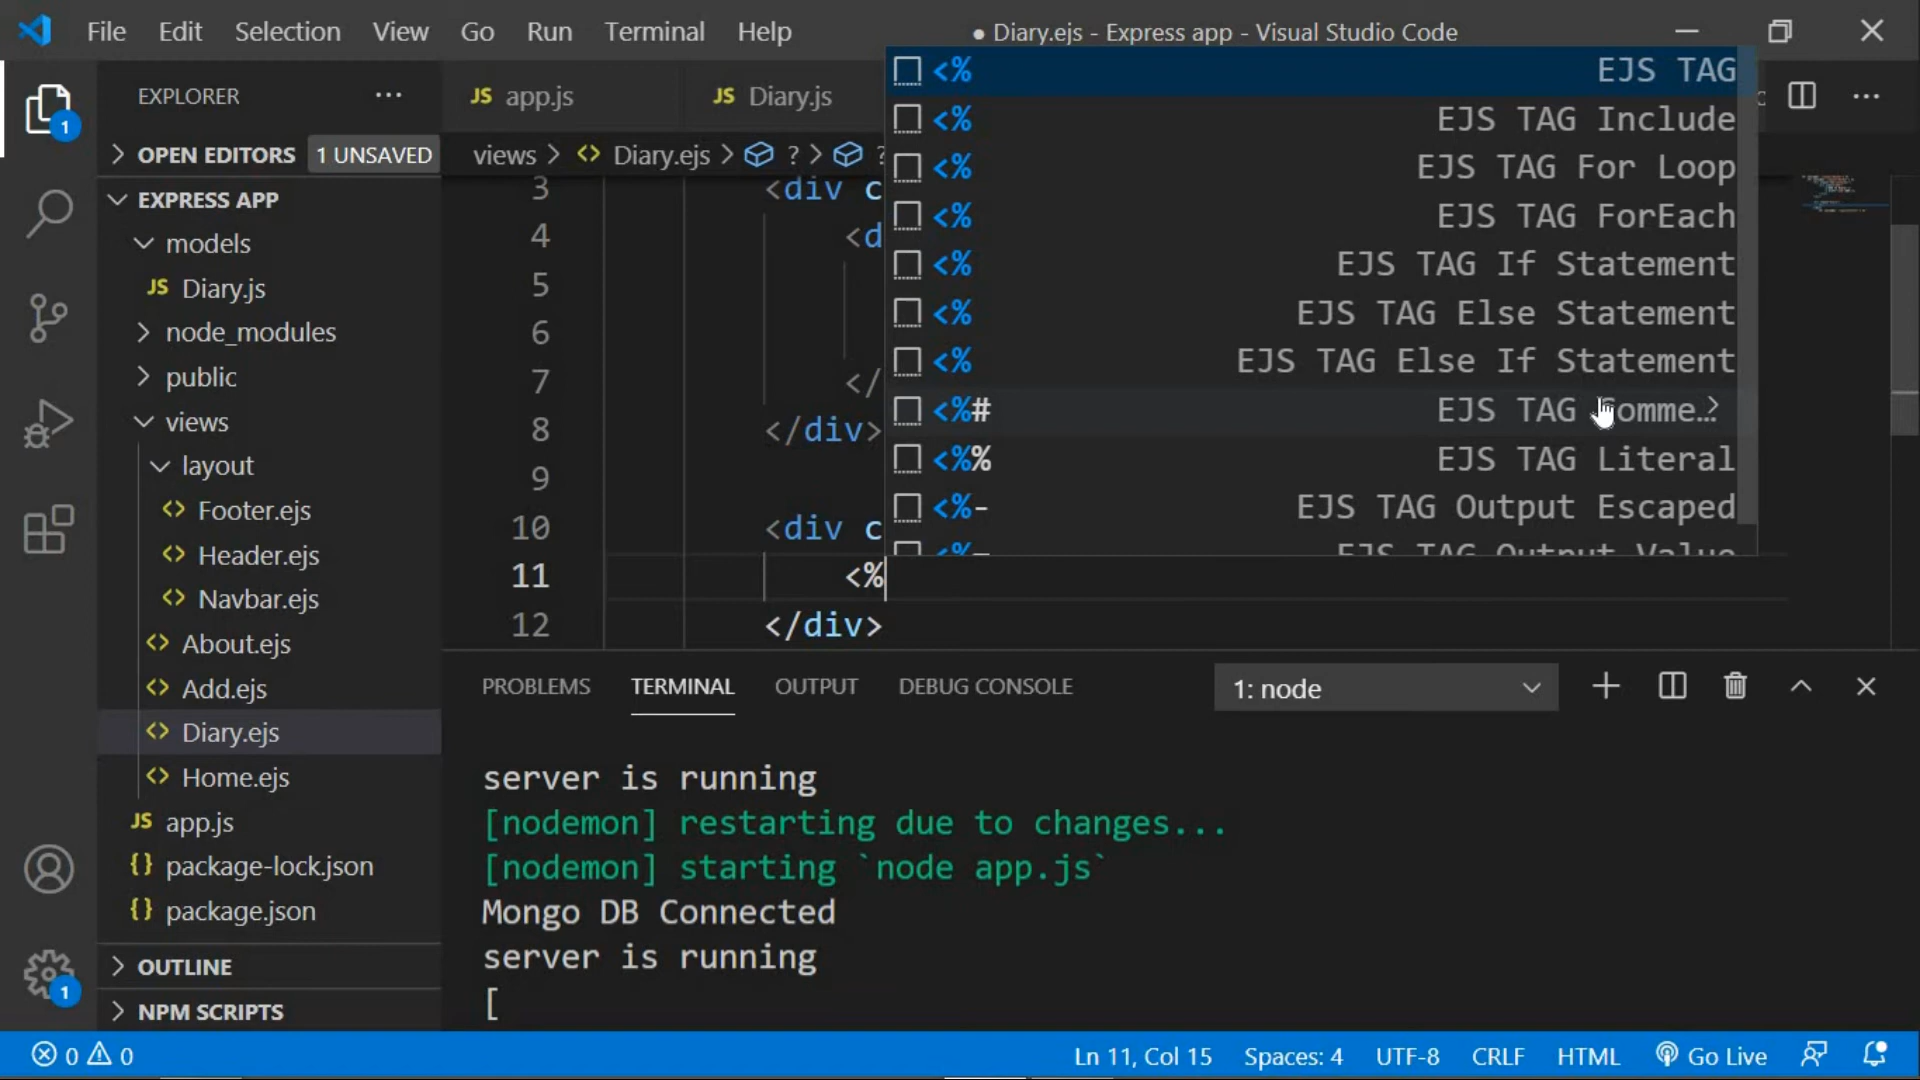 File Edit Selection View Go Run Terminal Help
● Diary.ejs - Express app - Visual Studio Code
EXPLORER ...
1
OPEN EDITORS 1 UNSAVED
EXPRESS APP
models
JS Diary.js
node_modules
public
views
layout
<> Footer.ejs
<> Header.ejs
<> Navbar.ejs
<> About.ejs
<> Add.ejs
<> Diary.ejs
<> Home.ejs
JS app.js
{} package-lock.json
{} package.json
OUTLINE
NPM SCRIPTS
1
JS app.js JS Diary.js
views > <> Diary.ejs > ? > ?
3 <div c
4 <d
5
6
7 </
8 </div>
9
10 <div c
11 <%
12 </div>
<% EJS TAG
<% EJS TAG Include
<% EJS TAG For Loop
<% EJS TAG ForEach
<% EJS TAG If Statement
<% EJS TAG Else Statement
<% EJS TAG Else If Statement
<%# EJS TAG Comme… >
<%% EJS TAG Literal
<%- EJS TAG Output Escaped
EJS TAG Output Value
PROBLEMS TERMINAL OUTPUT DEBUG CONSOLE 1: node
server is running
[nodemon] restarting due to changes...
[nodemon] starting `node app.js`
Mongo DB Connected
server is running
[
0 0 Ln 11, Col 15 Spaces: 4 UTF-8 CRLF HTML Go Live